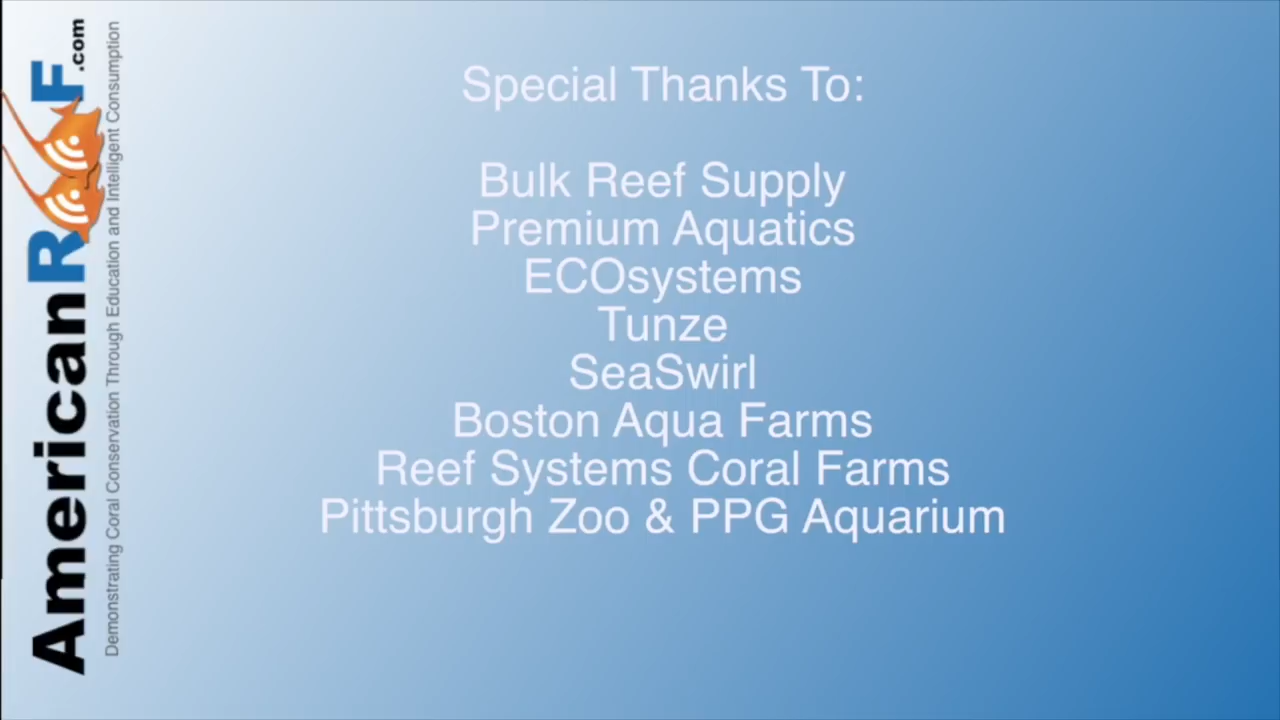 AmericanReeF.com
Demonstrating Coral Conservation Through Education and Intelligent Consumption
Special Thanks To:
Bulk Reef Supply
Premium Aquatics
ECOsystems
Tunze
SeaSwirl
Boston Aqua Farms
Reef Systems Coral Farms
Pittsburgh Zoo & PPG Aquarium